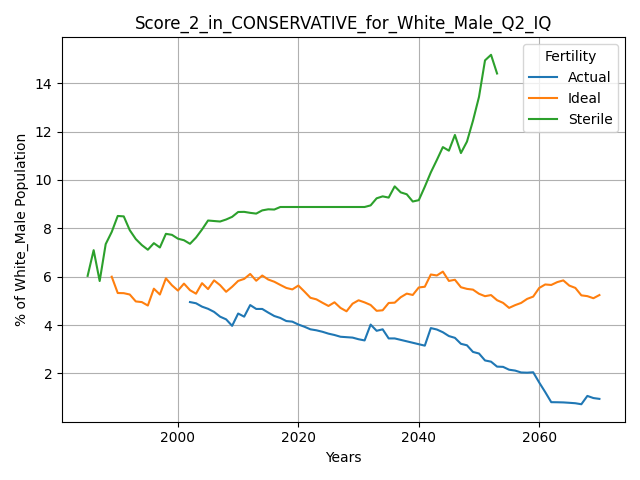 Score_2_in_CONSERVATIVE_for_White_Male_Q2_IQ
Fertility
Actual
Ideal
Sterile
% of White_Male Population
14
12
10
8
6
4
2
2000
2020
2040
2060
Years